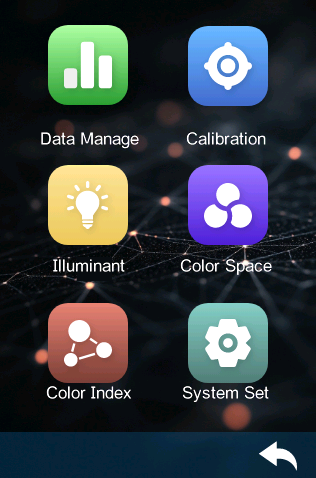 Data Manage
Calibration
Illuminant
Color Space
Color Index
System Set